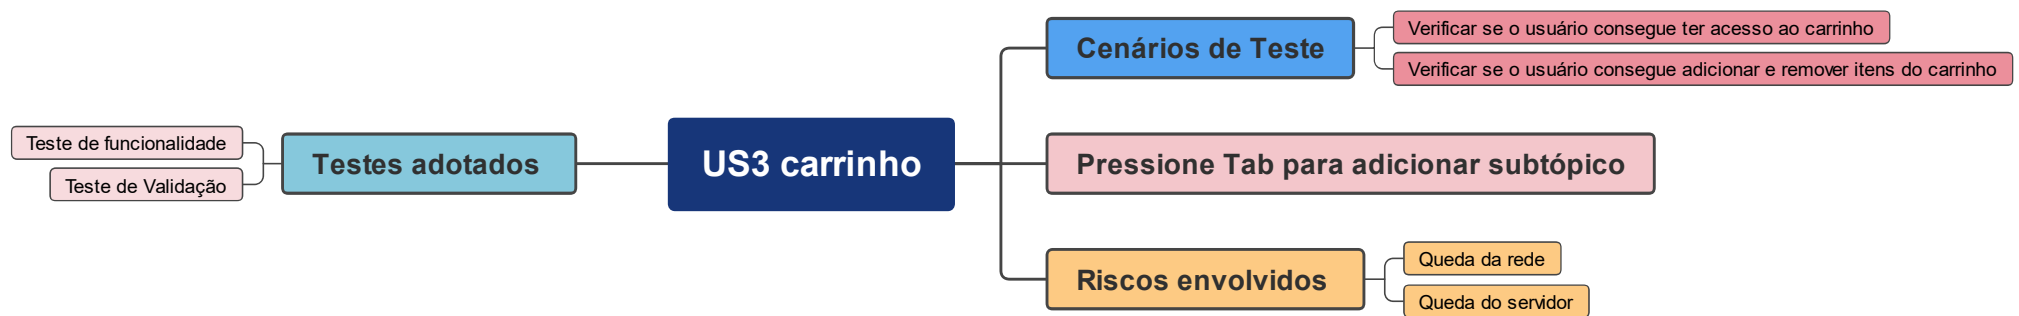 Cenários de Teste
Verificar se o usuário consegue ter acesso ao carrinho
Verificar se o usuário consegue adicionar e remover itens do carrinho
Teste de funcionalidade
Teste de Validação
Testes adotados
US3 carrinho
Pressione Tab para adicionar subtópico
Riscos envolvidos
Queda da rede
Queda do servidor